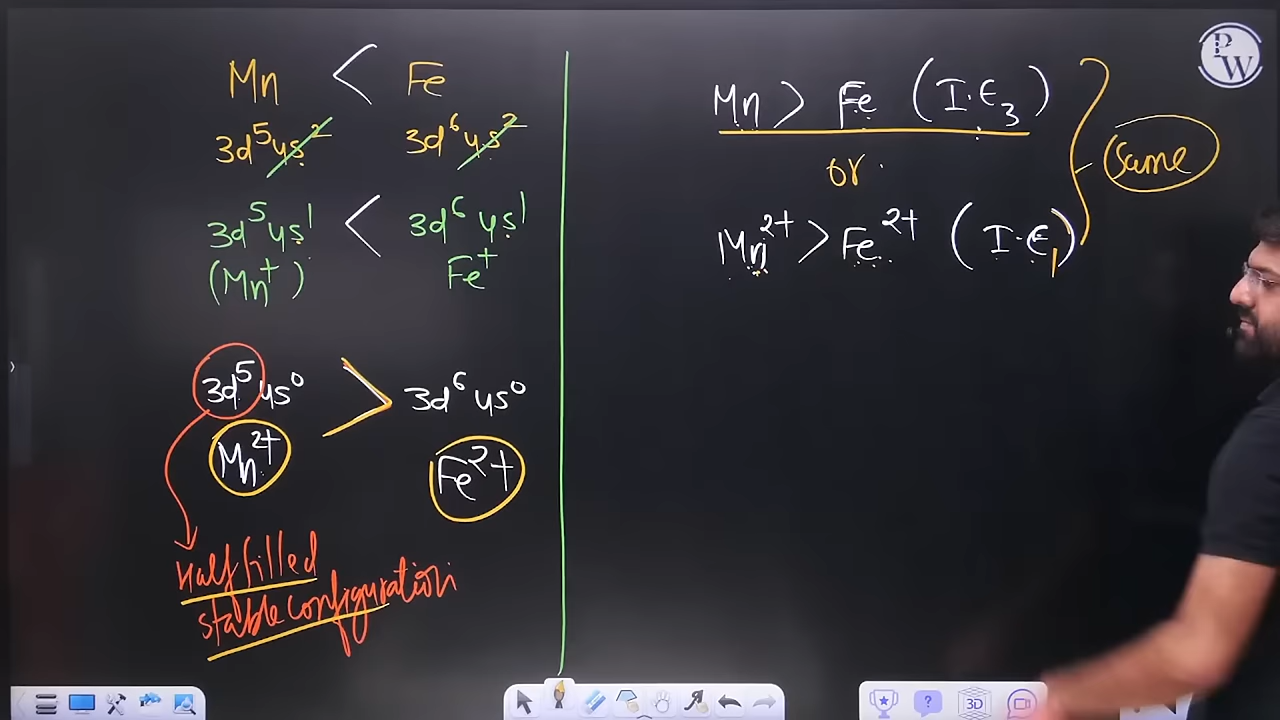 Mn < Fe
3d⁵4s² 3d⁶4s²
3d⁵4s¹ < 3d⁶4s¹
(Mn⁺) Fe⁺
3d⁵4s⁰ > 3d⁶4s⁰
Mn²⁺ Fe²⁺
Half filled
stable configuration
Mn > Fe (I.E₃)
or
Mn²⁺ > Fe²⁺ (I.E₁)
Same
PW
3D